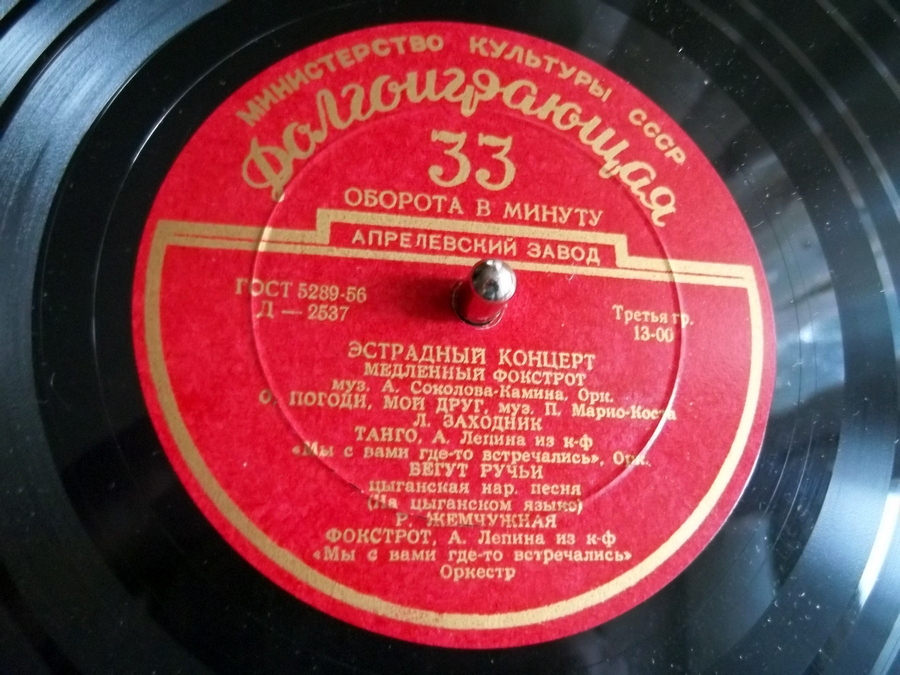 МИНИСТЕРСТВО КУЛЬТУРЫ СССР
Долгоиграющая
33
ОБОРОТА В МИНУТУ
АПРЕЛЕВСКИЙ ЗАВОД
ГОСТ 5289-56
Д — 2537
Третья гр.
13-00
ЭСТРАДНЫЙ КОНЦЕРТ
МЕДЛЕННЫЙ ФОКСТРОТ
муз. А. Соколова-Камина, Орк.
О, ПОГОДИ, МОЙ ДРУГ, муз. П. Марио-Коста
Л. ЗАХОДНИК
ТАНГО, А. Лепина из к-ф
«Мы с вами где-то встречались», Орк.
БЕГУТ РУЧЬИ
цыганская нар. песня
(На цыганском языке)
Р. ЖЕМЧУЖНАЯ
ФОКСТРОТ, А. Лепина из к-ф
«Мы с вами где-то встречались»
Оркестр